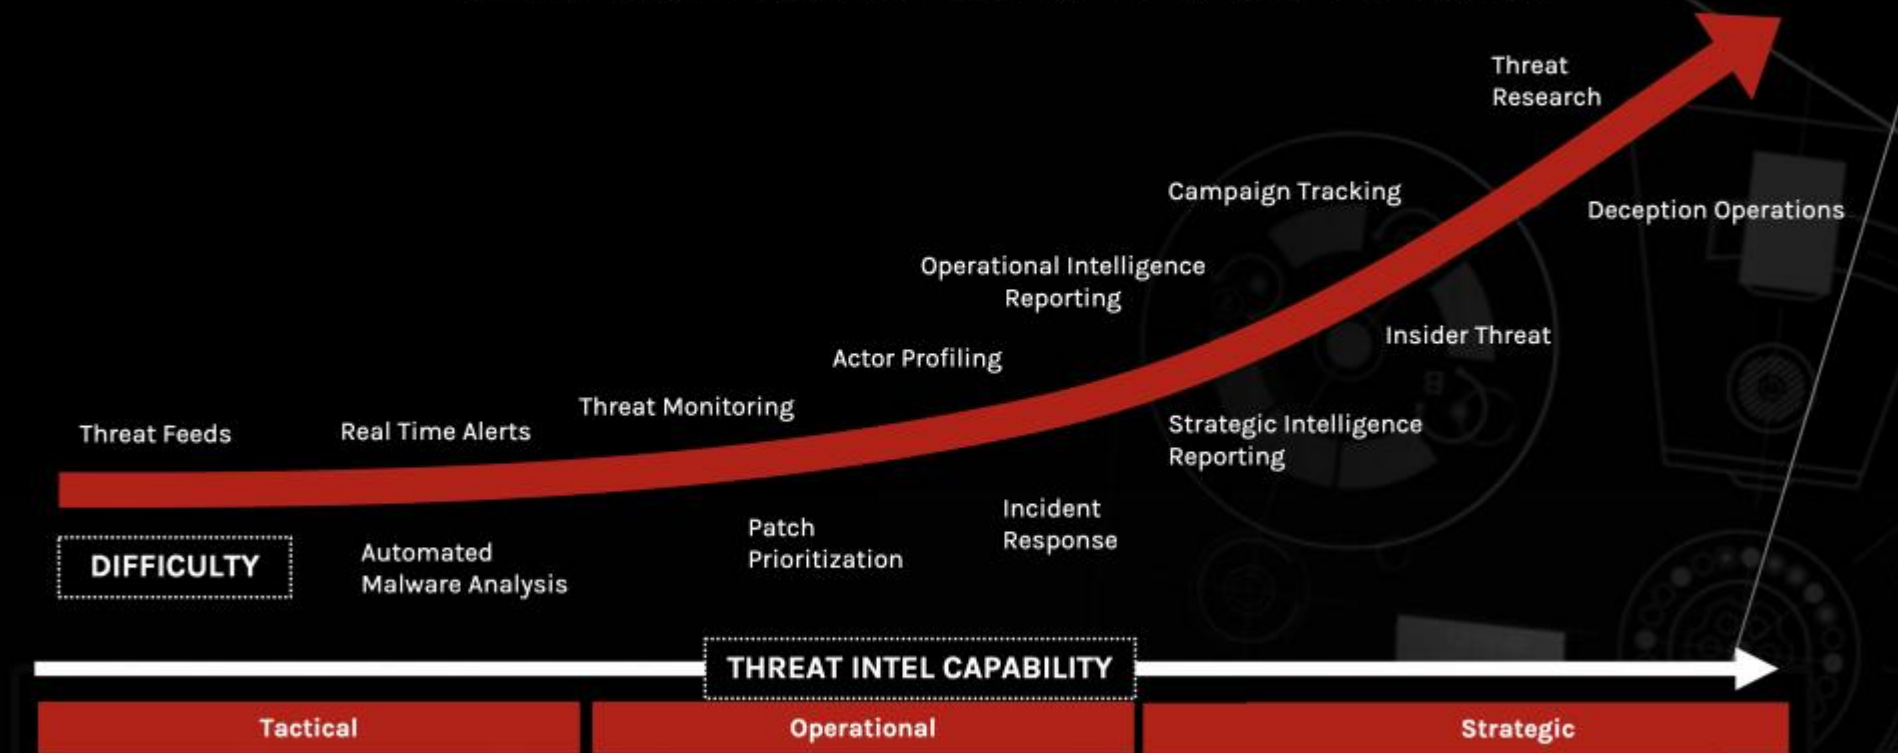 Threat
Research
Campaign Tracking
Deception Operations
Operational Intelligence
Reporting
Insider Threat
Actor Profiling
Threat Monitoring
Real Time Alerts
Threat Feeds
Strategic Intelligence
Reporting
Incident
Response
Patch
Prioritization
Automated
Malware Analysis
DIFFICULTY
THREAT INTEL CAPABILITY
Tactical
Operational
Strategic